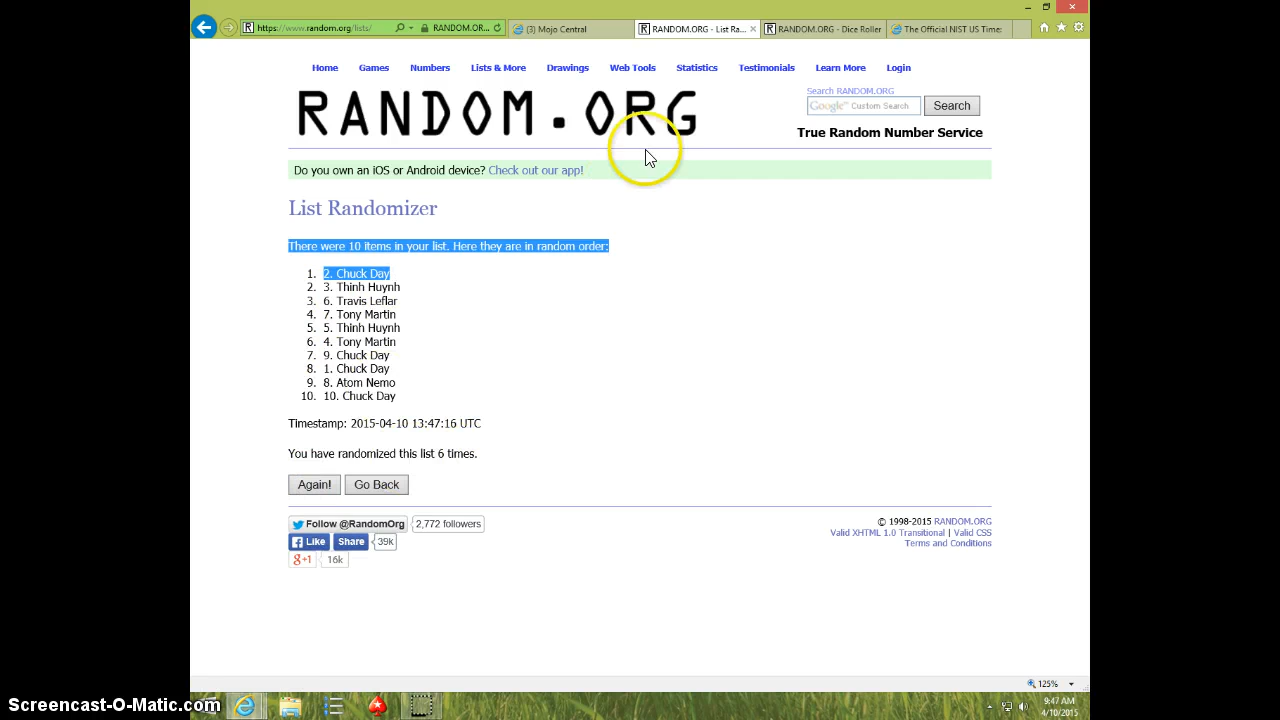 https://www.random.org/lists/
RANDOM.OR...
(3) Mojo Central
RANDOM.ORG - List Ra...
RANDOM.ORG - Dice Roller
The Official NIST US Time:
Home Games Numbers Lists & More Drawings Web Tools Statistics Testimonials Learn More Login
RANDOM.ORG
Search RANDOM.ORG
Google™ Custom Search
Search
True Random Number Service
Do you own an iOS or Android device? Check out our app!
List Randomizer
There were 10 items in your list. Here they are in random order:
1. 2. Chuck Day
2. 3. Thinh Huynh
3. 6. Travis Leflar
4. 7. Tony Martin
5. 5. Thinh Huynh
6. 4. Tony Martin
7. 9. Chuck Day
8. 1. Chuck Day
9. 8. Atom Nemo
10. 10. Chuck Day
Timestamp: 2015-04-10 13:47:16 UTC
You have randomized this list 6 times.
Again! Go Back
Follow @RandomOrg 2,772 followers
Like Share 39k
g+1 16k
© 1998-2015 RANDOM.ORG
Valid XHTML 1.0 Transitional | Valid CSS
Terms and Conditions
125%
9:47 AM
4/10/2015
Screencast-O-Matic.com